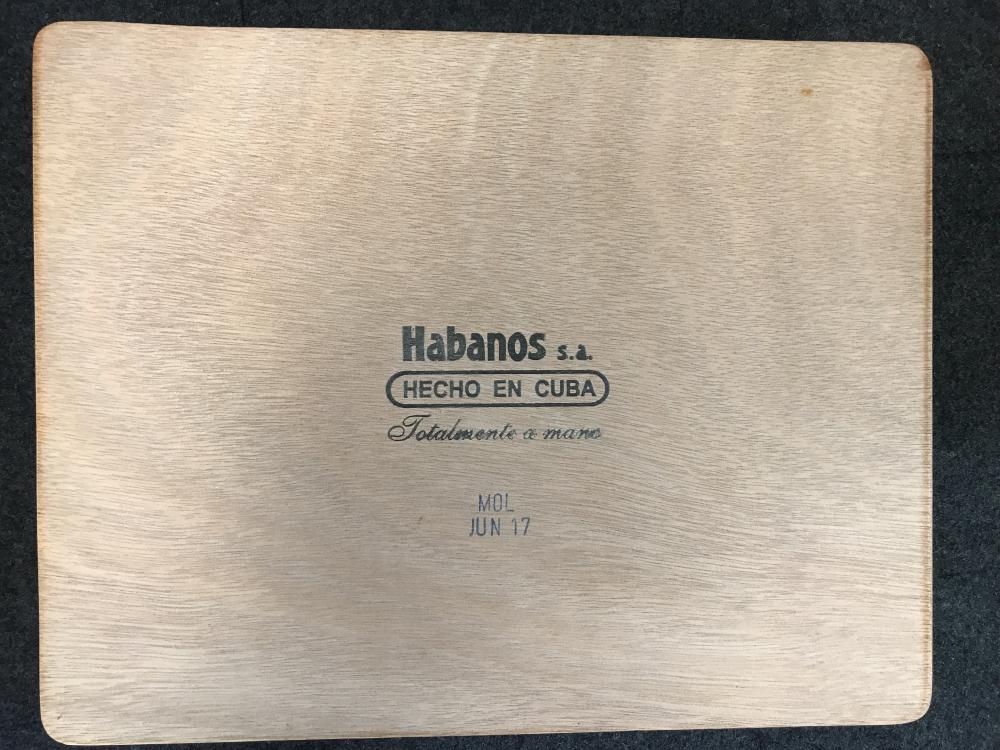 Habanos s.a.
HECHO EN CUBA
Totalmente a mano
MOL
JUN 17